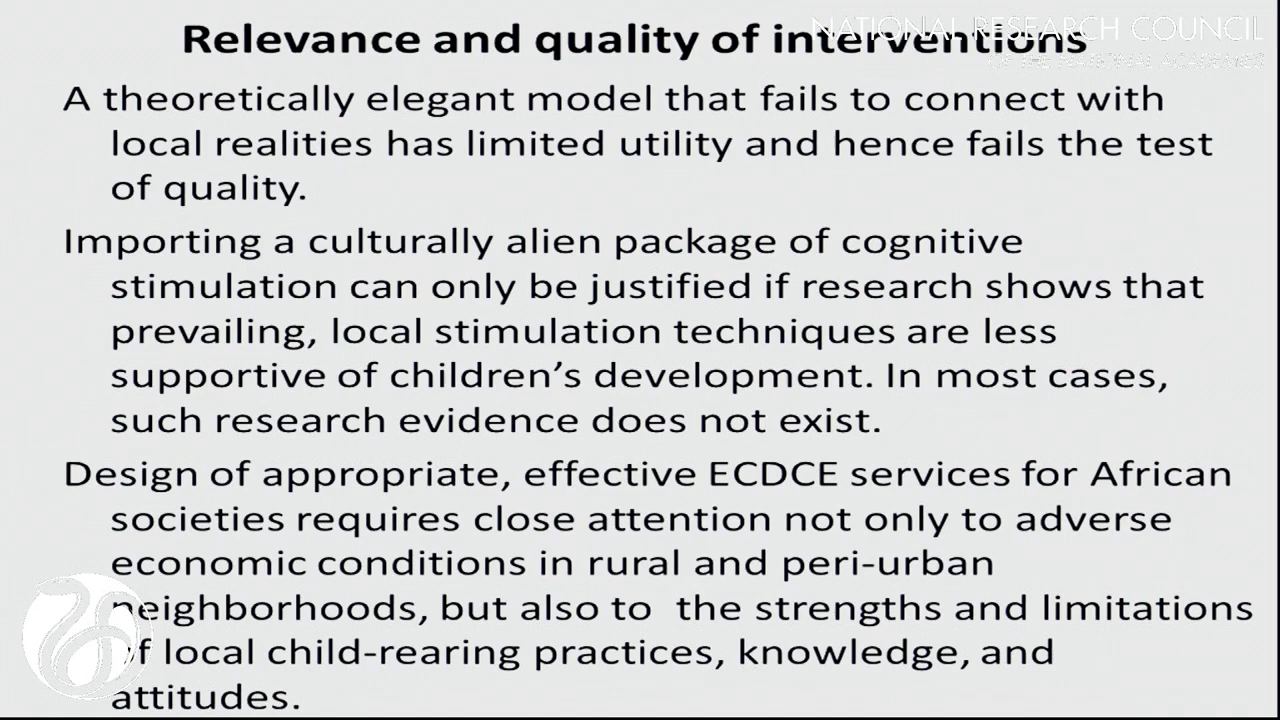 Relevance and quality of interventions
NATIONAL RESEARCH COUNCIL
OF THE NATIONAL ACADEMIES
A theoretically elegant model that fails to connect with
local realities has limited utility and hence fails the test
of quality.
Importing a culturally alien package of cognitive
stimulation can only be justified if research shows that
prevailing, local stimulation techniques are less
supportive of children’s development. In most cases,
such research evidence does not exist.
Design of appropriate, effective ECDCE services for African
societies requires close attention not only to adverse
economic conditions in rural and peri-urban
neighborhoods, but also to the strengths and limitations
of local child-rearing practices, knowledge, and
attitudes.